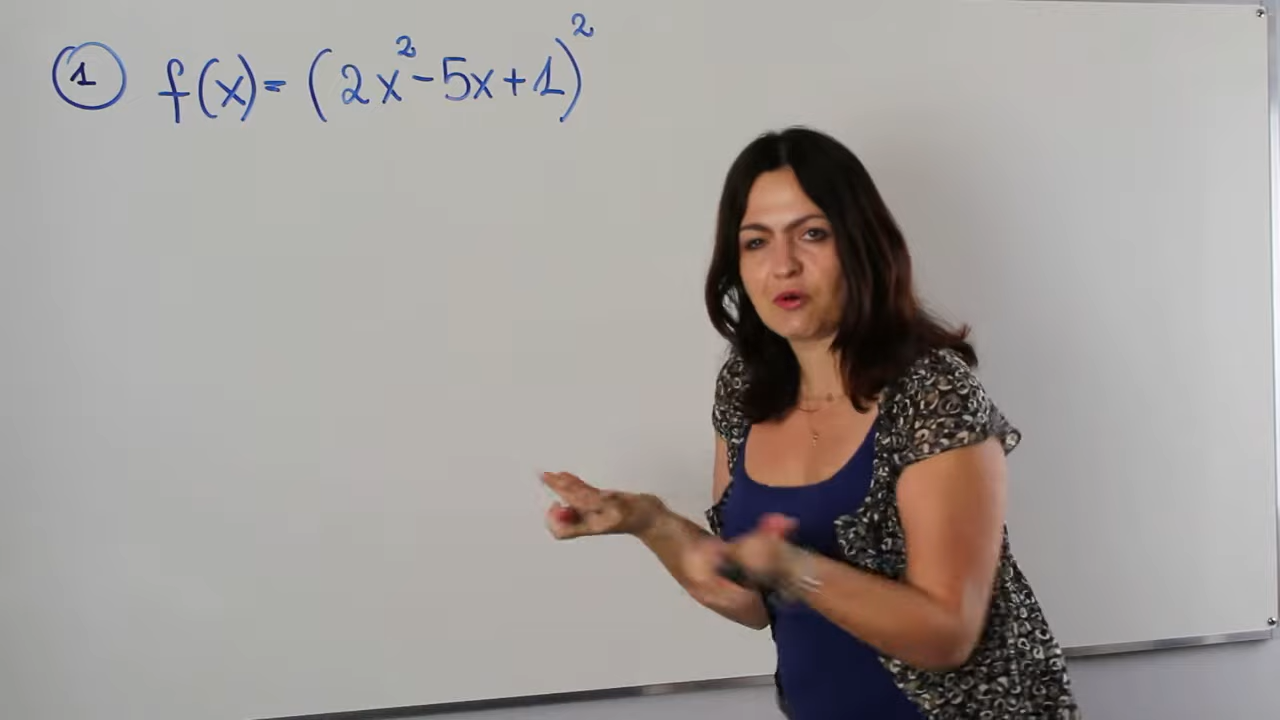 ① f(x)= (2x²-5x+1)²